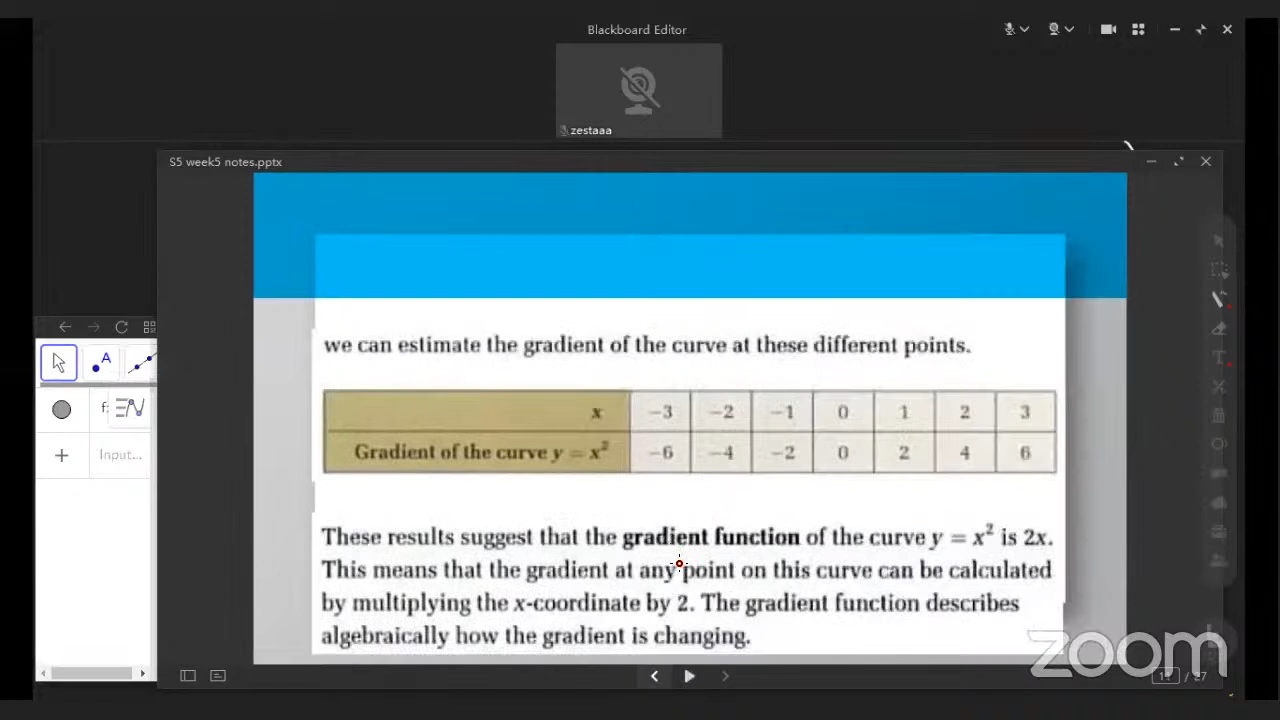 Blackboard Editor
zestaaa
S5 week5 notes.pptx
we can estimate the gradient of the curve at these different points.
x −3 −2 −1 0 1 2 3
Gradient of the curve y = x² −6 −4 −2 0 2 4 6
These results suggest that the gradient function of the curve y = x² is 2x.
This means that the gradient at any point on this curve can be calculated
by multiplying the x-coordinate by 2. The gradient function describes
algebraically how the gradient is changing.
A
f:
Input...
T
zoom
/ 27